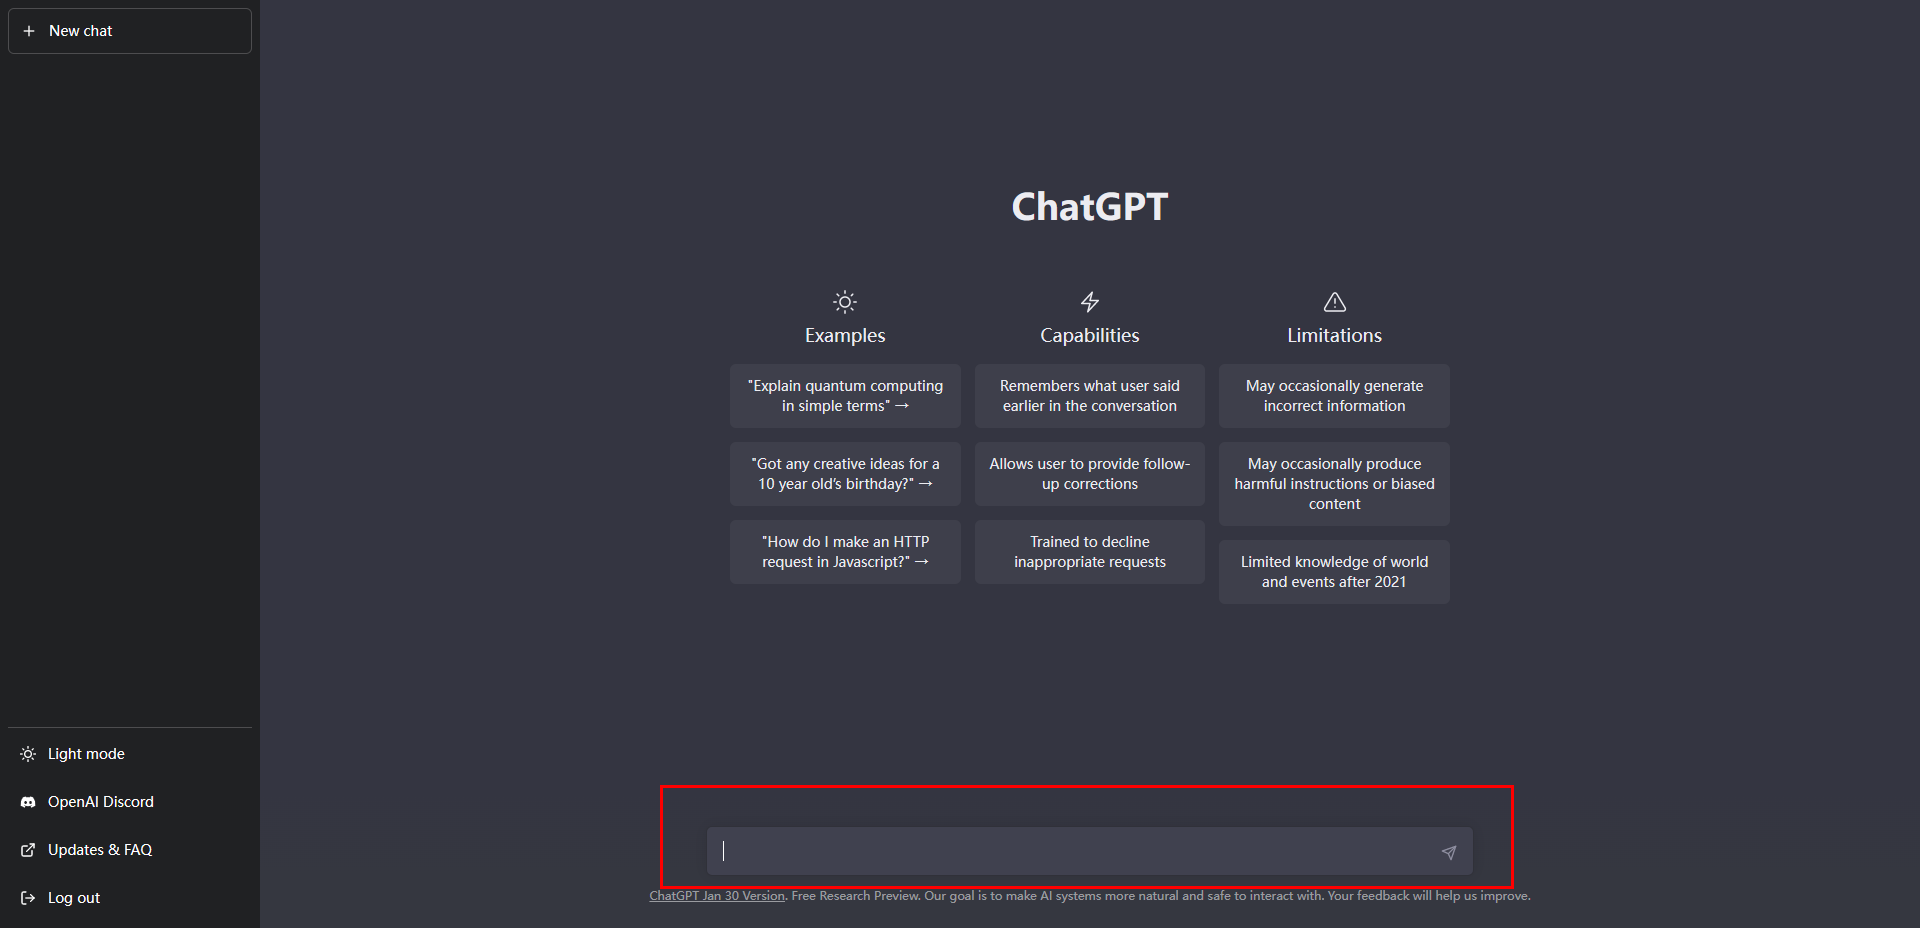 New chat
ChatGPT
Examples
"Explain quantum computing
in simple terms" →
"Got any creative ideas for a
10 year old's birthday?" →
"How do I make an HTTP
request in Javascript?" →
Capabilities
Remembers what user said
earlier in the conversation
Allows user to provide follow-
up corrections
Trained to decline
inappropriate requests
Limitations
May occasionally generate
incorrect information
May occasionally produce
harmful instructions or biased
content
Limited knowledge of world
and events after 2021
Light mode
OpenAI Discord
Updates & FAQ
Log out
ChatGPT Jan 30 Version. Free Research Preview. Our goal is to make AI systems more natural and safe to interact with. Your feedback will help us improve.